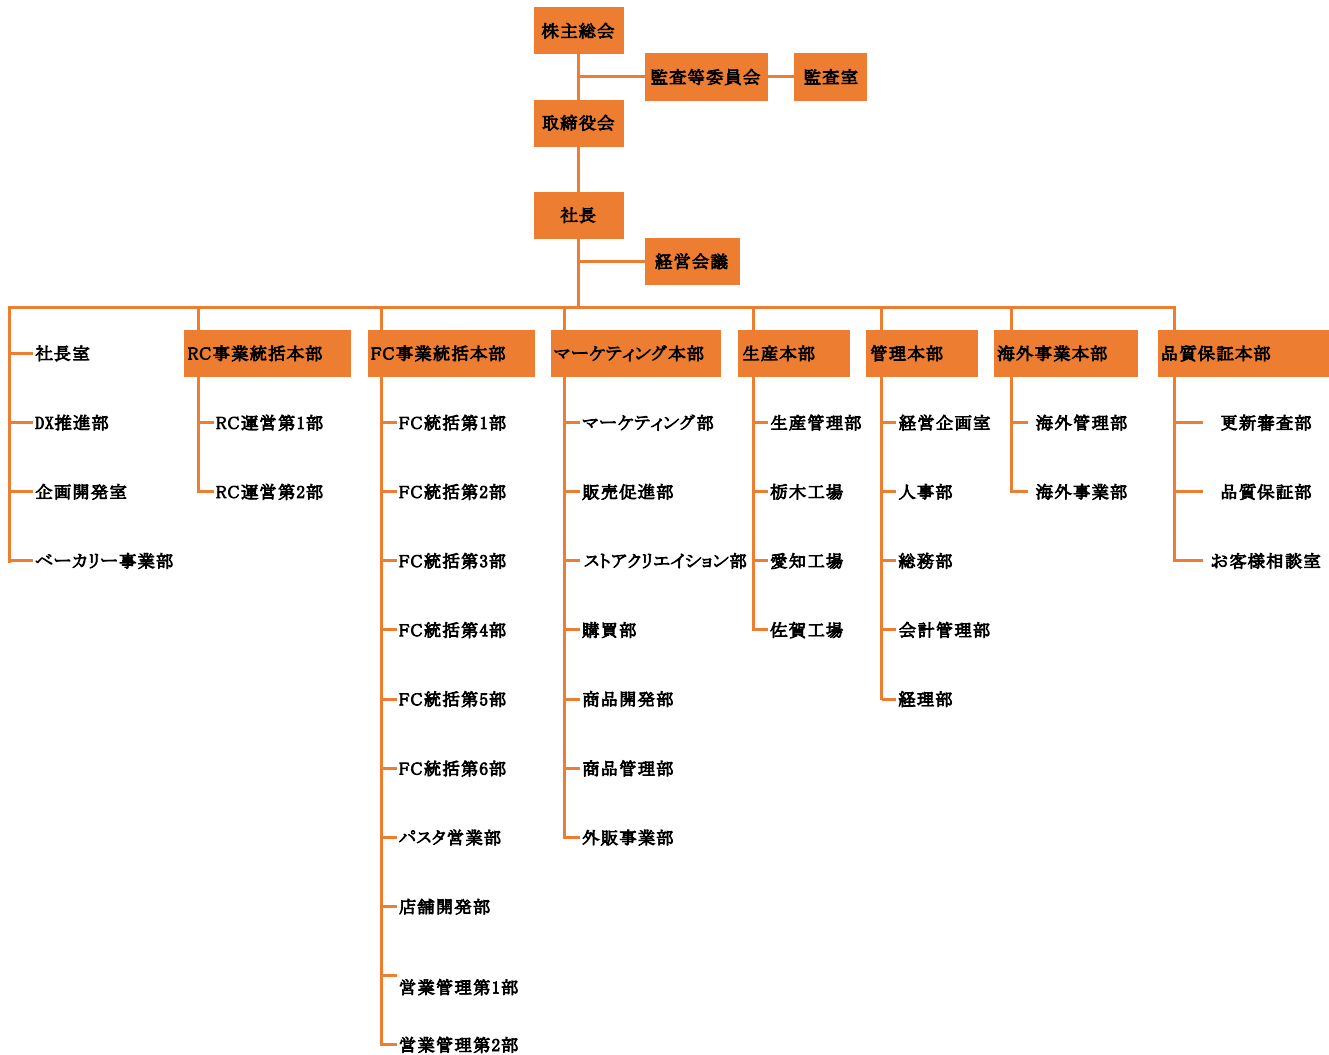 株主総会
監査等委員会
監査室
取締役会
社長
経営会議
社長室
RC事業統括本部
FC事業統括本部
マーケティング本部
生産本部
管理本部
海外事業本部
品質保証本部
DX推進部
RC運営第1部
FC統括第1部
マーケティング部
生産管理部
経営企画室
海外管理部
更新審査部
企画開発室
RC運営第2部
FC統括第2部
販売促進部
栃木工場
人事部
海外事業部
品質保証部
ベーカリー事業部
FC統括第3部
ストアクリエイション部
愛知工場
総務部
お客様相談室
FC統括第4部
購買部
佐賀工場
会計管理部
FC統括第5部
商品開発部
経理部
FC統括第6部
商品管理部
パスタ営業部
外販事業部
店舗開発部
営業管理第1部
営業管理第2部